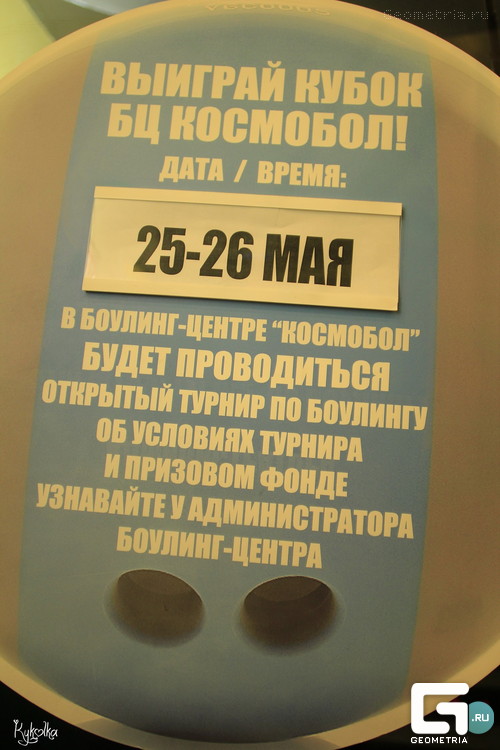 Geometria.ru
ВЫИГРАЙ КУБОК
БЦ КОСМОБОЛ!
ДАТА / ВРЕМЯ:
25-26 МАЯ
В БОУЛИНГ-ЦЕНТРЕ “КОСМОБОЛ”
БУДЕТ ПРОВОДИТЬСЯ
ОТКРЫТЫЙ ТУРНИР ПО БОУЛИНГУ
ОБ УСЛОВИЯХ ТУРНИРА
И ПРИЗОВОМ ФОНДЕ
УЗНАВАЙТЕ У АДМИНИСТРАТОРА
БОУЛИНГ-ЦЕНТРА
Kykolka
G .RU
GEOMETRIA